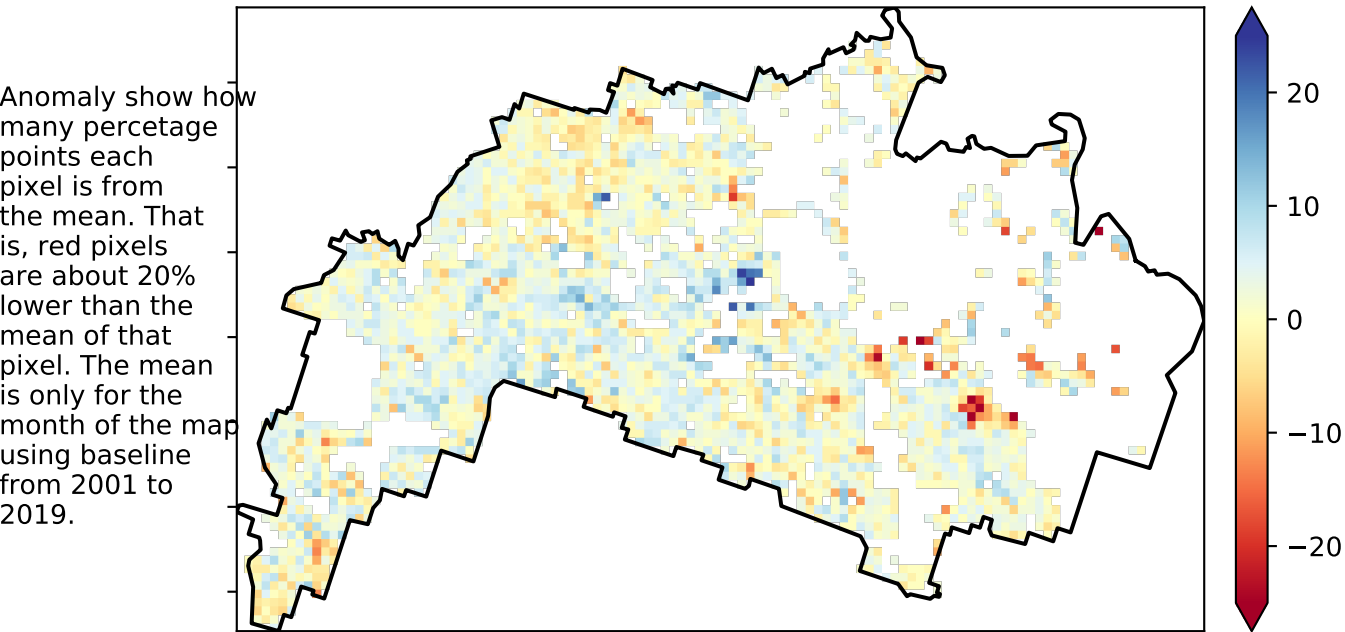 Anomaly show how
many percetage
points each
pixel is from
the mean. That
is, red pixels
are about 20%
lower than the
mean of that
pixel. The mean
is only for the
month of the map
using baseline
from 2001 to
2019.
20
10
0
−10
−20